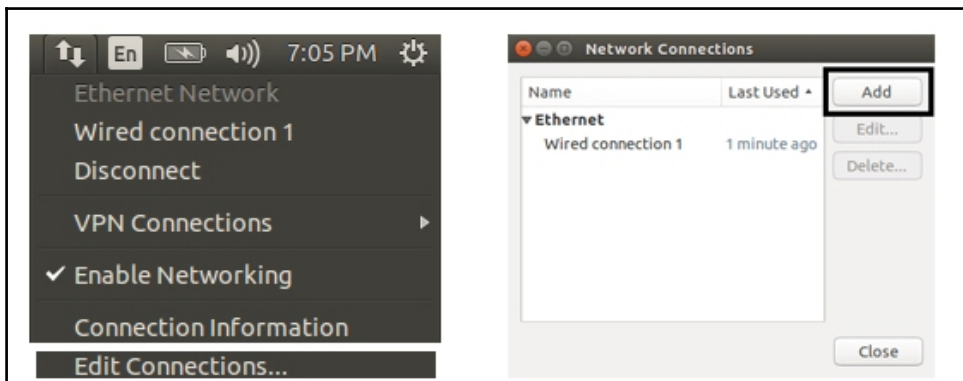 En 7:05 PM
Ethernet Network
Wired connection 1
Disconnect
VPN Connections
Enable Networking
Connection Information
Edit Connections...
Network Connections
Name Last Used Add
Ethernet Edit...
Wired connection 1 1 minute ago
Delete...
Close